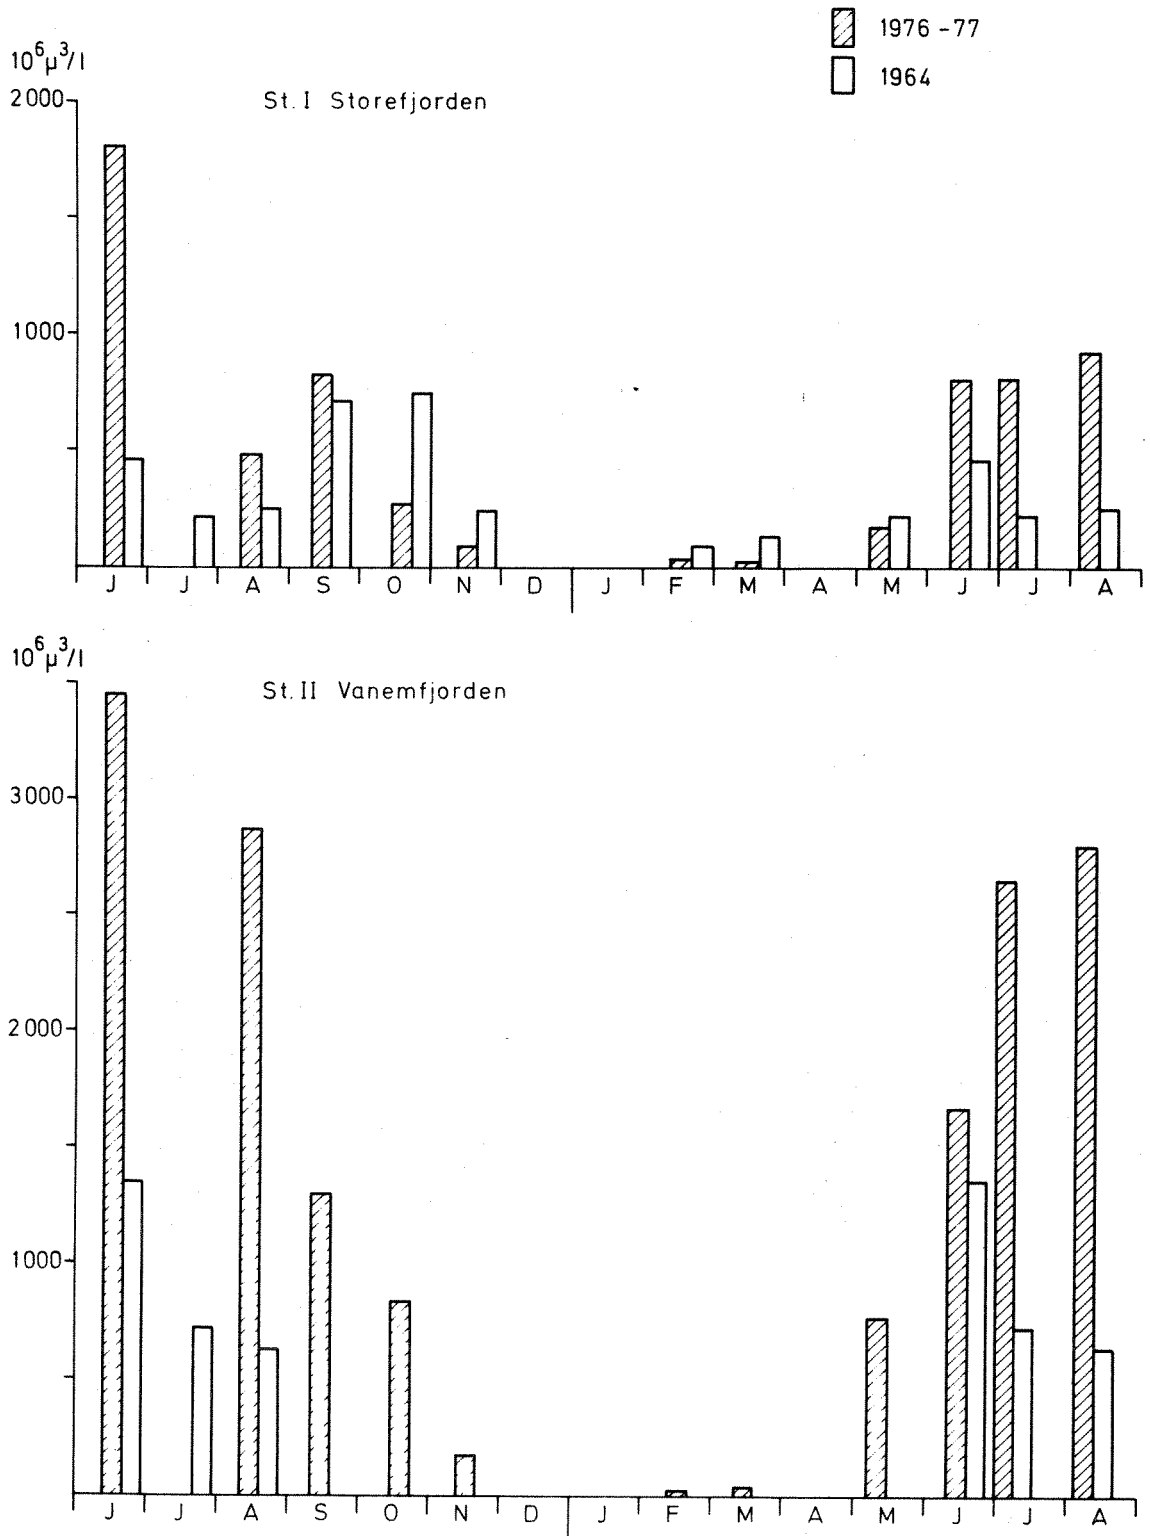 1976-77
1964
10⁶µ³/l
St. I Storefjorden
2000
1000
J J A S O N D J F M A M J J A
10⁶µ³/l
St. II Vanemfjorden
3000
2000
1000
J J A S O N D J F M A M J J A